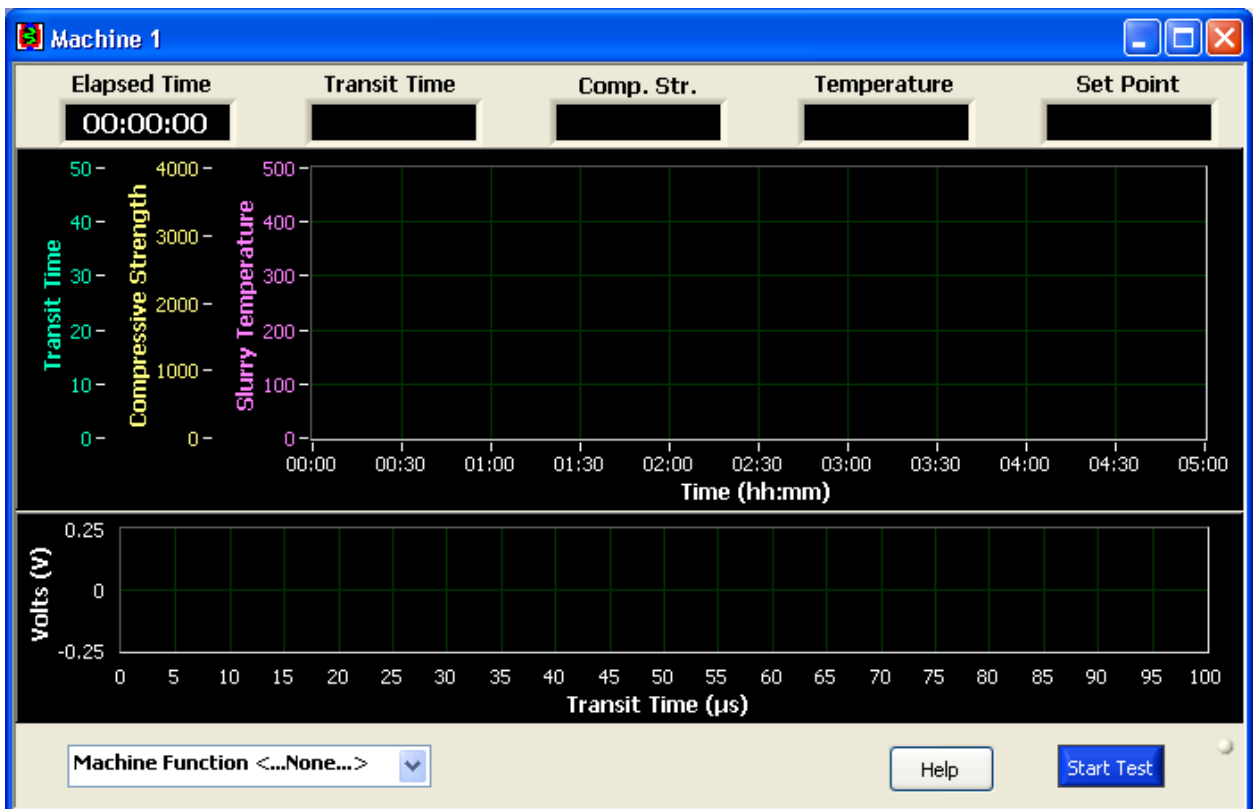 Machine 1
Elapsed Time Transit Time Comp. Str. Temperature Set Point
00:00:00
50 4000 500
40 3000 400
30 2000 300
20 1000 200
10 0 100
0 0
Transit Time
Compressive Strength
Slurry Temperature
00:00 00:30 01:00 01:30 02:00 02:30 03:00 03:30 04:00 04:30 05:00
Time (hh:mm)
0.25
0
-0.25
Volts (V)
0 5 10 15 20 25 30 35 40 45 50 55 60 65 70 75 80 85 90 95 100
Transit Time (µs)
Machine Function <...None...> Help Start Test